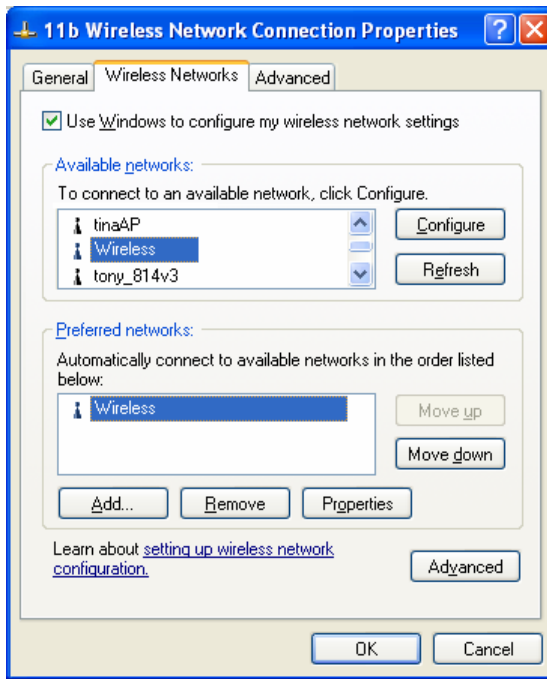 11b Wireless Network Connection Properties
General Wireless Networks Advanced
Use Windows to configure my wireless network settings
Available networks:
To connect to an available network, click Configure.
tinaAP
Wireless
tony_814v3
Configure
Refresh
Preferred networks:
Automatically connect to available networks in the order listed
below:
Wireless
Move up
Move down
Add... Remove Properties
Learn about setting up wireless network
configuration.
Advanced
OK Cancel